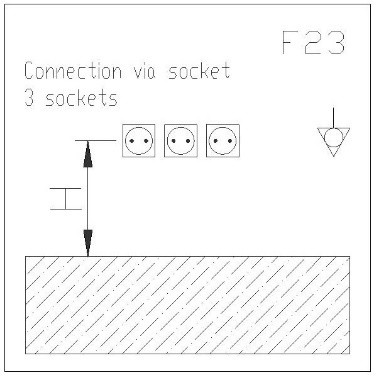 F23
Connection via socket
3 sockets
H